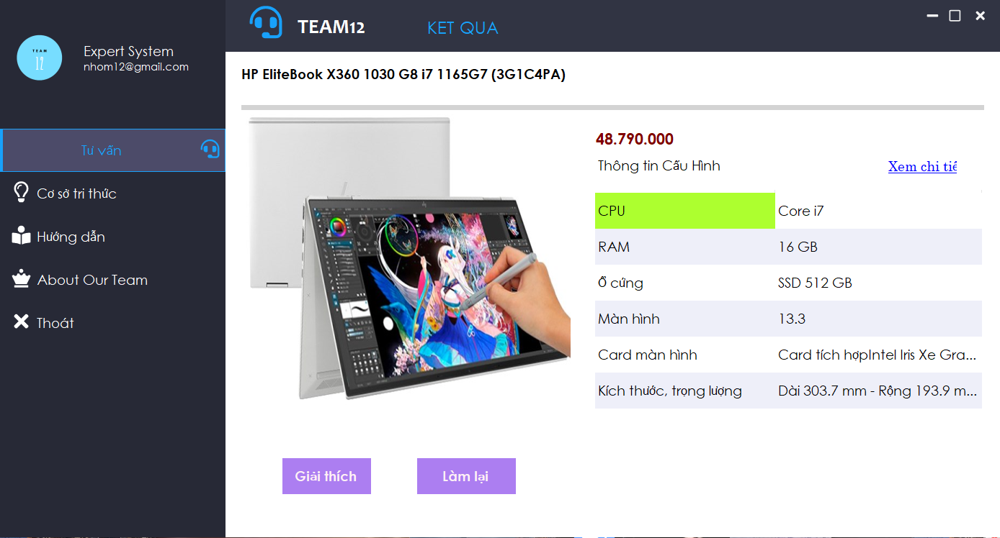 TEAM
12
Expert System
nhom12@gmail.com
Tư vấn
Cơ sở tri thức
Hướng dẫn
About Our Team
Thoát
TEAM12
KET QUA
HP EliteBook X360 1030 G8 i7 1165G7 (3G1C4PA)
48.790.000
Thông tin Cấu Hình
Xem chi tiế
CPU Core i7
RAM 16 GB
Ổ cứng SSD 512 GB
Màn hình 13.3
Card màn hình Card tích hợpIntel Iris Xe Gra...
Kích thước, trọng lượng Dài 303.7 mm - Rộng 193.9 m...
Giải thích
Làm lại